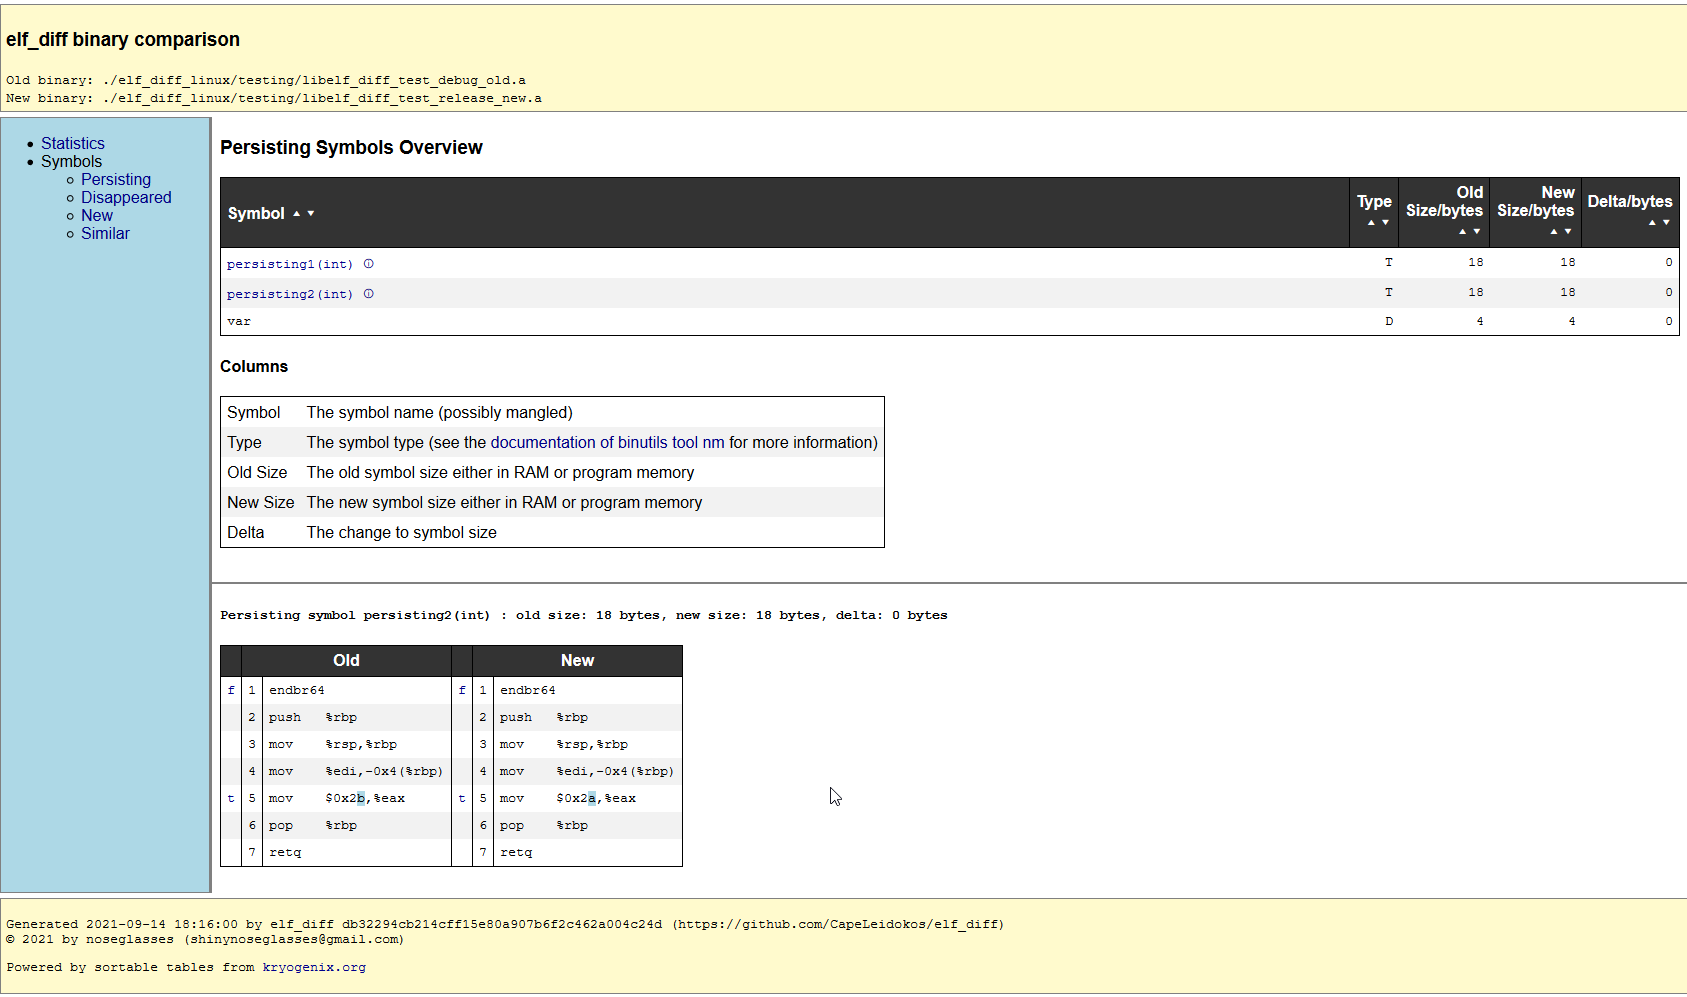 elf_diff binary comparison
Old binary: ./elf_diff_linux/testing/libelf_diff_test_debug_old.a
New binary: ./elf_diff_linux/testing/libelf_diff_test_release_new.a
Statistics
Symbols
Persisting
Disappeared
New
Similar
Persisting Symbols Overview
Symbol ▲ ▼ Type ▲ ▼ Old Size/bytes ▲ ▼ New Size/bytes ▲ ▼ Delta/bytes ▲ ▼
persisting1(int) ⓘ T 18 18 0
persisting2(int) ⓘ T 18 18 0
var D 4 4 0
Columns
Symbol The symbol name (possibly mangled)
Type The symbol type (see the documentation of binutils tool nm for more information)
Old Size The old symbol size either in RAM or program memory
New Size The new symbol size either in RAM or program memory
Delta The change to symbol size
Persisting symbol persisting2(int) : old size: 18 bytes, new size: 18 bytes, delta: 0 bytes
Old New
f 1 endbr64 f 1 endbr64
2 push %rbp 2 push %rbp
3 mov %rsp,%rbp 3 mov %rsp,%rbp
4 mov %edi,-0x4(%rbp) 4 mov %edi,-0x4(%rbp)
t 5 mov $0x2b,%eax t 5 mov $0x2a,%eax
6 pop %rbp 6 pop %rbp
7 retq 7 retq
Generated 2021-09-14 18:16:00 by elf_diff db32294cb214cff15e80a907b6f2c462a004c24d (https://github.com/CapeLeidokos/elf_diff)
© 2021 by noseglasses (shinynoseglasses@gmail.com)
Powered by sortable tables from kryogenix.org